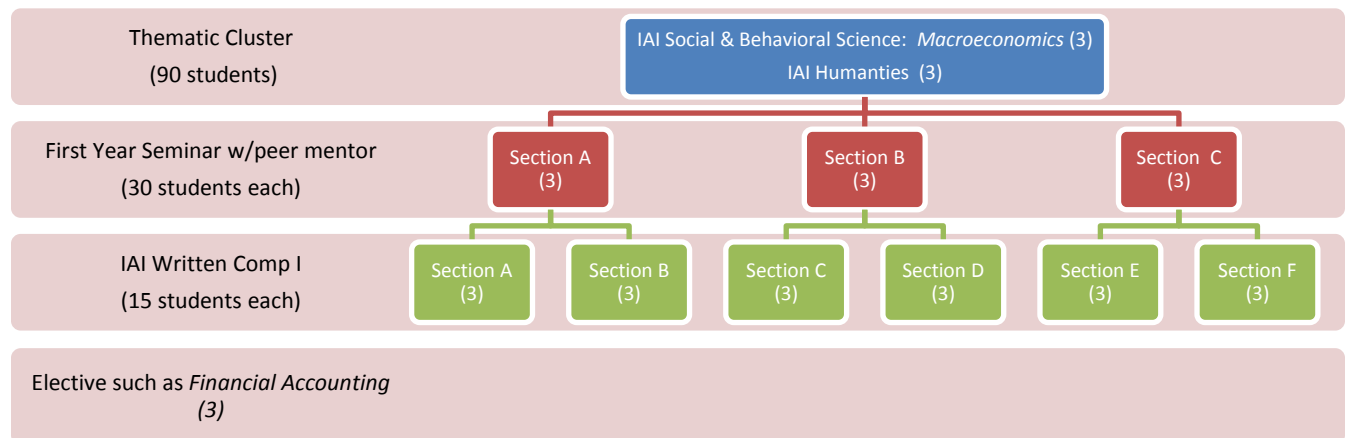 Thematic Cluster
(90 students)
IAI Social & Behavioral Science:  Macroeconomics (3)
IAI Humanties  (3)
First Year Seminar w/peer mentor
(30 students each)
Section A
(3)
Section B
(3)
Section  C
(3)
IAI Written Comp I
(15 students each)
Section A
(3)
Section B
(3)
Section C
(3)
Section D
(3)
Section E
(3)
Section F
(3)
Elective such as Financial Accounting
(3)